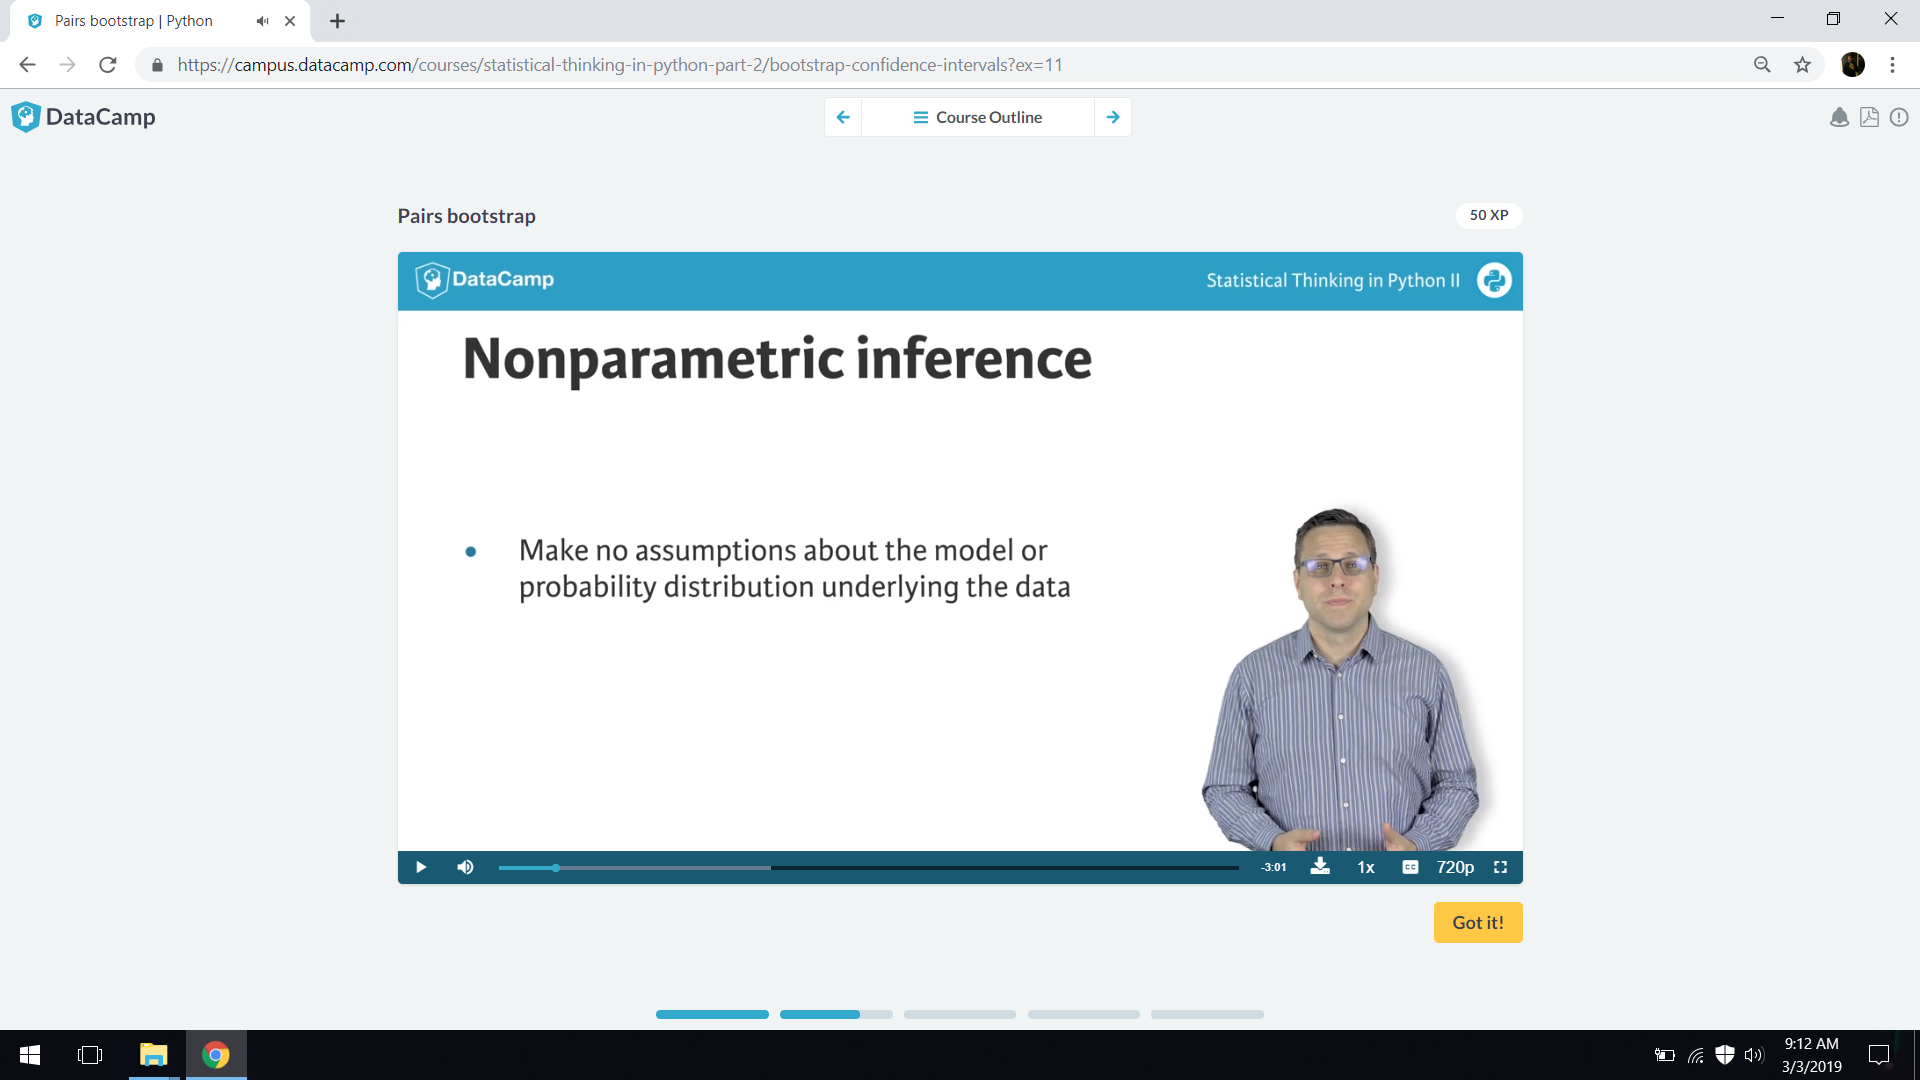 Pairs bootstrap | Python
https://campus.datacamp.com/courses/statistical-thinking-in-python-part-2/bootstrap-confidence-intervals?ex=11
DataCamp
Course Outline
Pairs bootstrap
50 XP
DataCamp
Statistical Thinking in Python II
Nonparametric inference
Make no assumptions about the model or
probability distribution underlying the data
-3:01
1x
CC
720p
Got it!
9:12 AM
3/3/2019